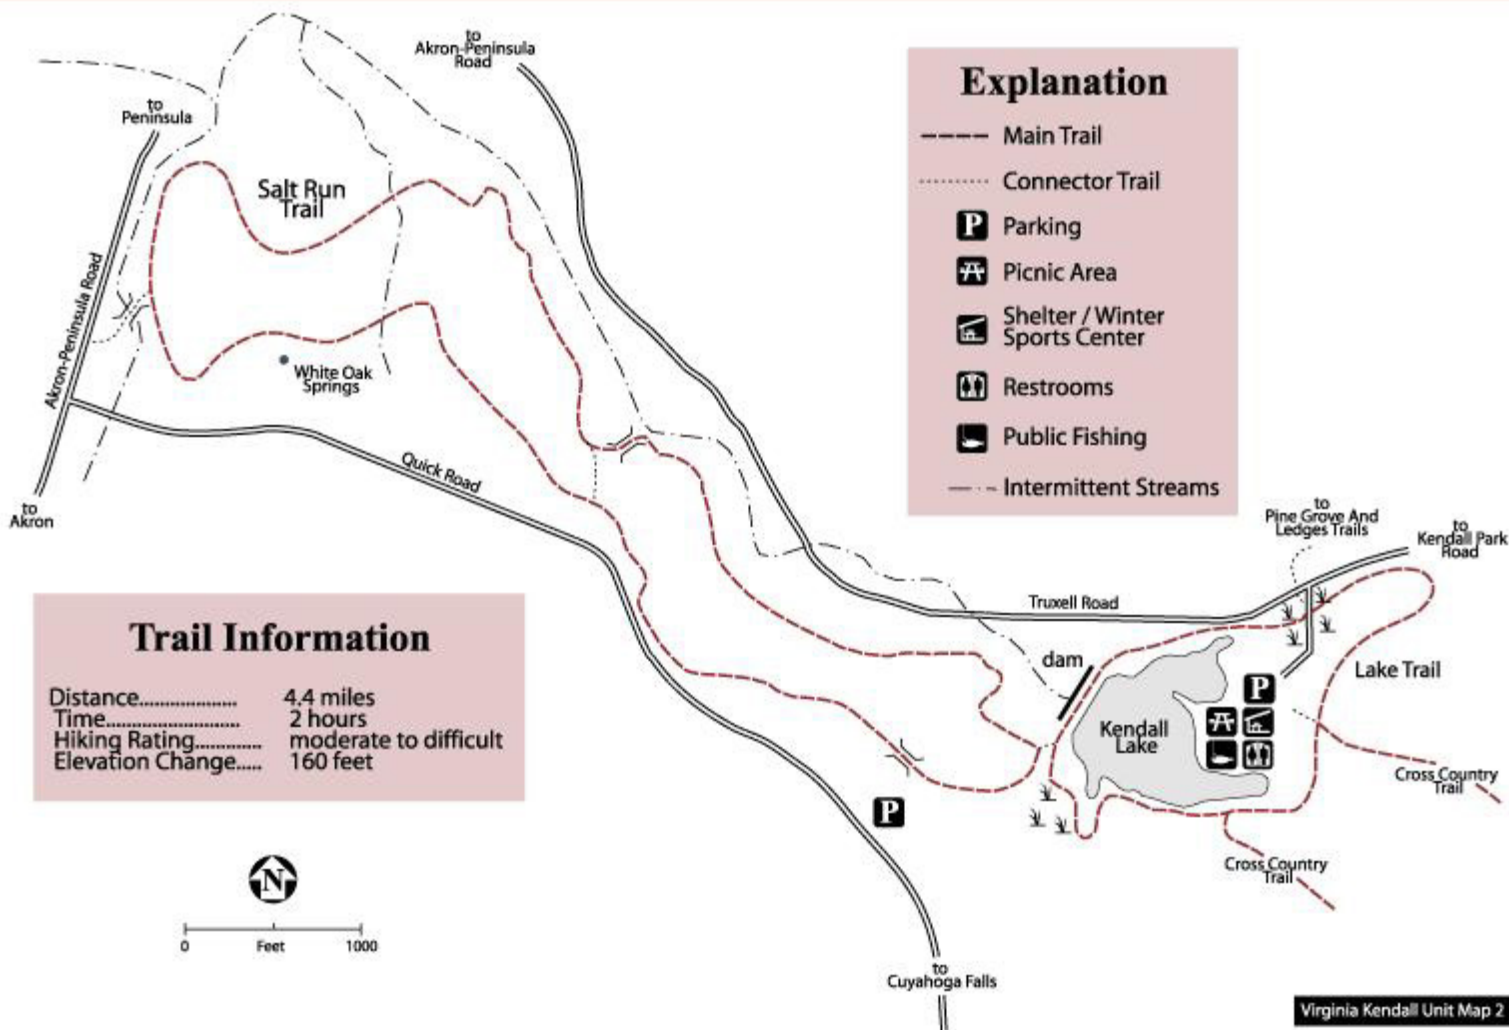 to
Akron-Peninsula
Road
to
Peninsula
Salt Run
Trail
Akron-Peninsula Road
White Oak
Springs
Quick Road
to
Akron
Explanation
Main Trail
Connector Trail
P Parking
Picnic Area
Shelter / Winter
Sports Center
Restrooms
Public Fishing
Intermittent Streams
to
Pine Grove And
Ledges Trails
to
Kendall Park
Road
Truxell Road
dam
Lake Trail
P
Kendall
Lake
Cross Country
Trail
Cross Country
Trail
P
Trail Information
Distance..................... 4.4 miles
Time............................ 2 hours
Hiking Rating.............. moderate to difficult
Elevation Change..... 160 feet
N
0 Feet 1000
to
Cuyahoga Falls
Virginia Kendall Unit Map 2